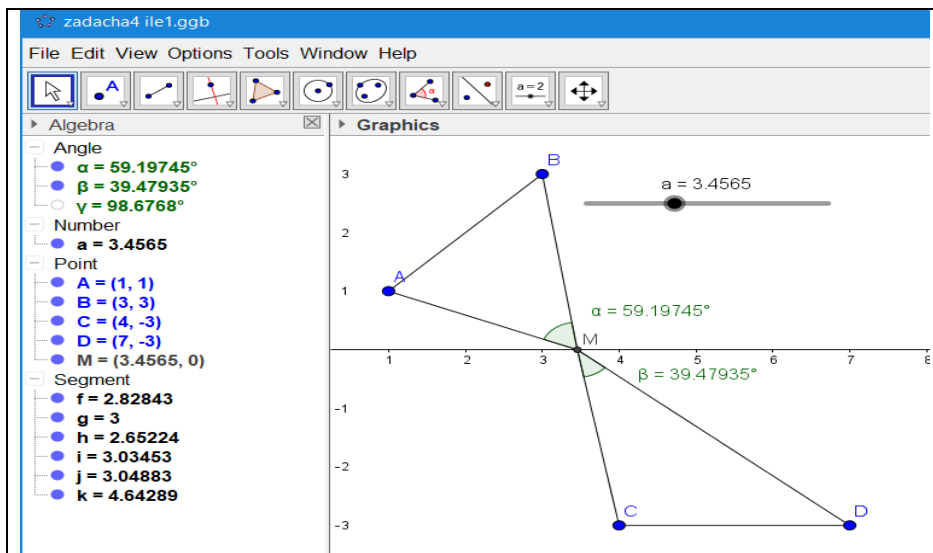 zadacha4 ile1.ggb
File Edit View Options Tools Window Help
A α a=2
Algebra
Graphics
Angle
α = 59.19745°
β = 39.47935°
γ = 98.6768°
Number
a = 3.4565
Point
A = (1, 1)
B = (3, 3)
C = (4, -3)
D = (7, -3)
M = (3.4565, 0)
Segment
f = 2.82843
g = 3
h = 2.65224
i = 3.03453
j = 3.04883
k = 4.64289
B
3
a = 3.4565
2
A
1
α = 59.19745°
M
1 2 3 4 5 6 7 8
β = 39.47935°
-1
-2
C D
-3